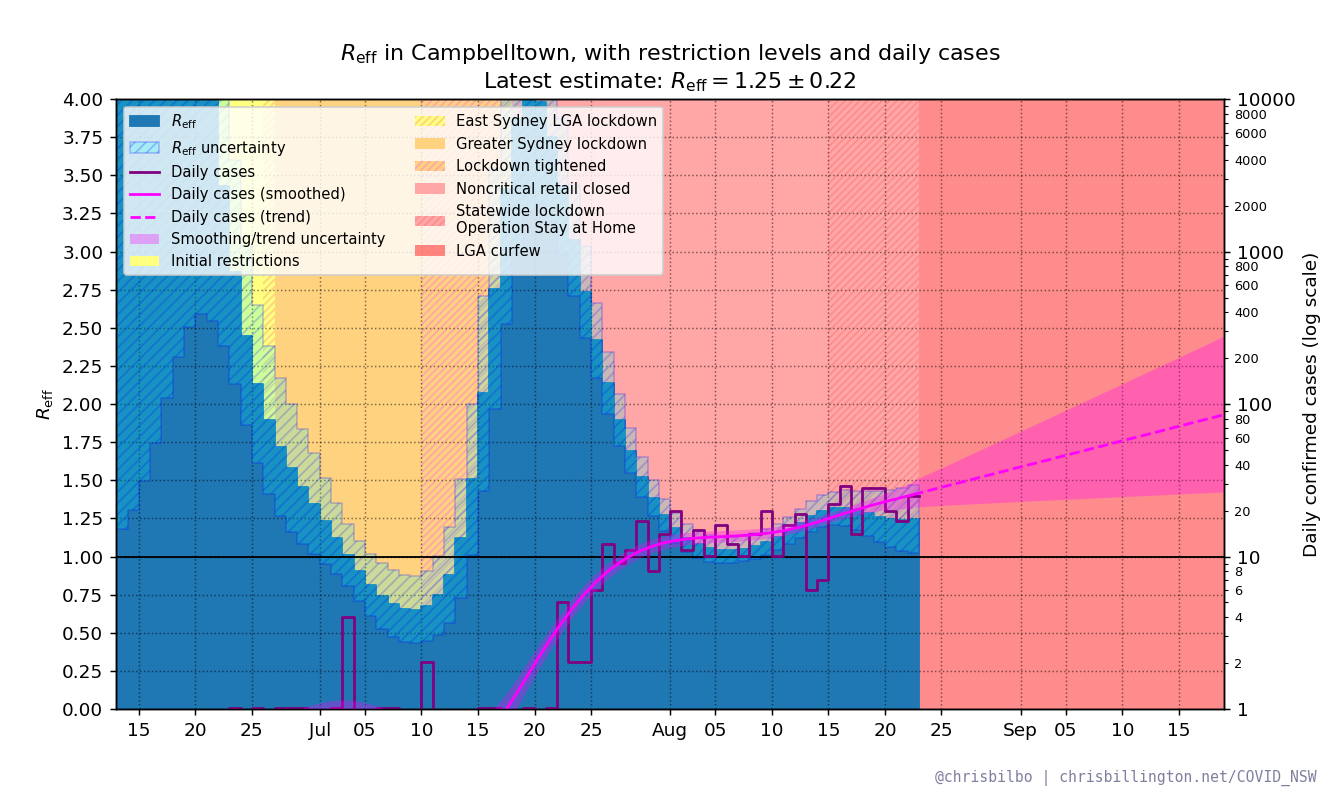 R_eff in Campbelltown, with restriction levels and daily cases
Latest estimate: R_eff = 1.25 ± 0.22
R_eff
R_eff uncertainty
Daily cases
Daily cases (smoothed)
Daily cases (trend)
Smoothing/trend uncertainty
Initial restrictions
East Sydney LGA lockdown
Greater Sydney lockdown
Lockdown tightened
Noncritical retail closed
Statewide lockdown
Operation Stay at Home
LGA curfew
R_eff
4.00
3.75
3.50
3.25
3.00
2.75
2.50
2.25
2.00
1.75
1.50
1.25
1.00
0.75
0.50
0.25
0.00
15 20 25 Jul 05 10 15 20 25 Aug 05 10 15 20 25 Sep 05 10 15
10000
8000
6000
4000
2000
1000
800
600
400
200
100
80
60
40
20
10
8
6
4
2
1
Daily confirmed cases (log scale)
@chrisbilbo | chrisbillington.net/COVID_NSW